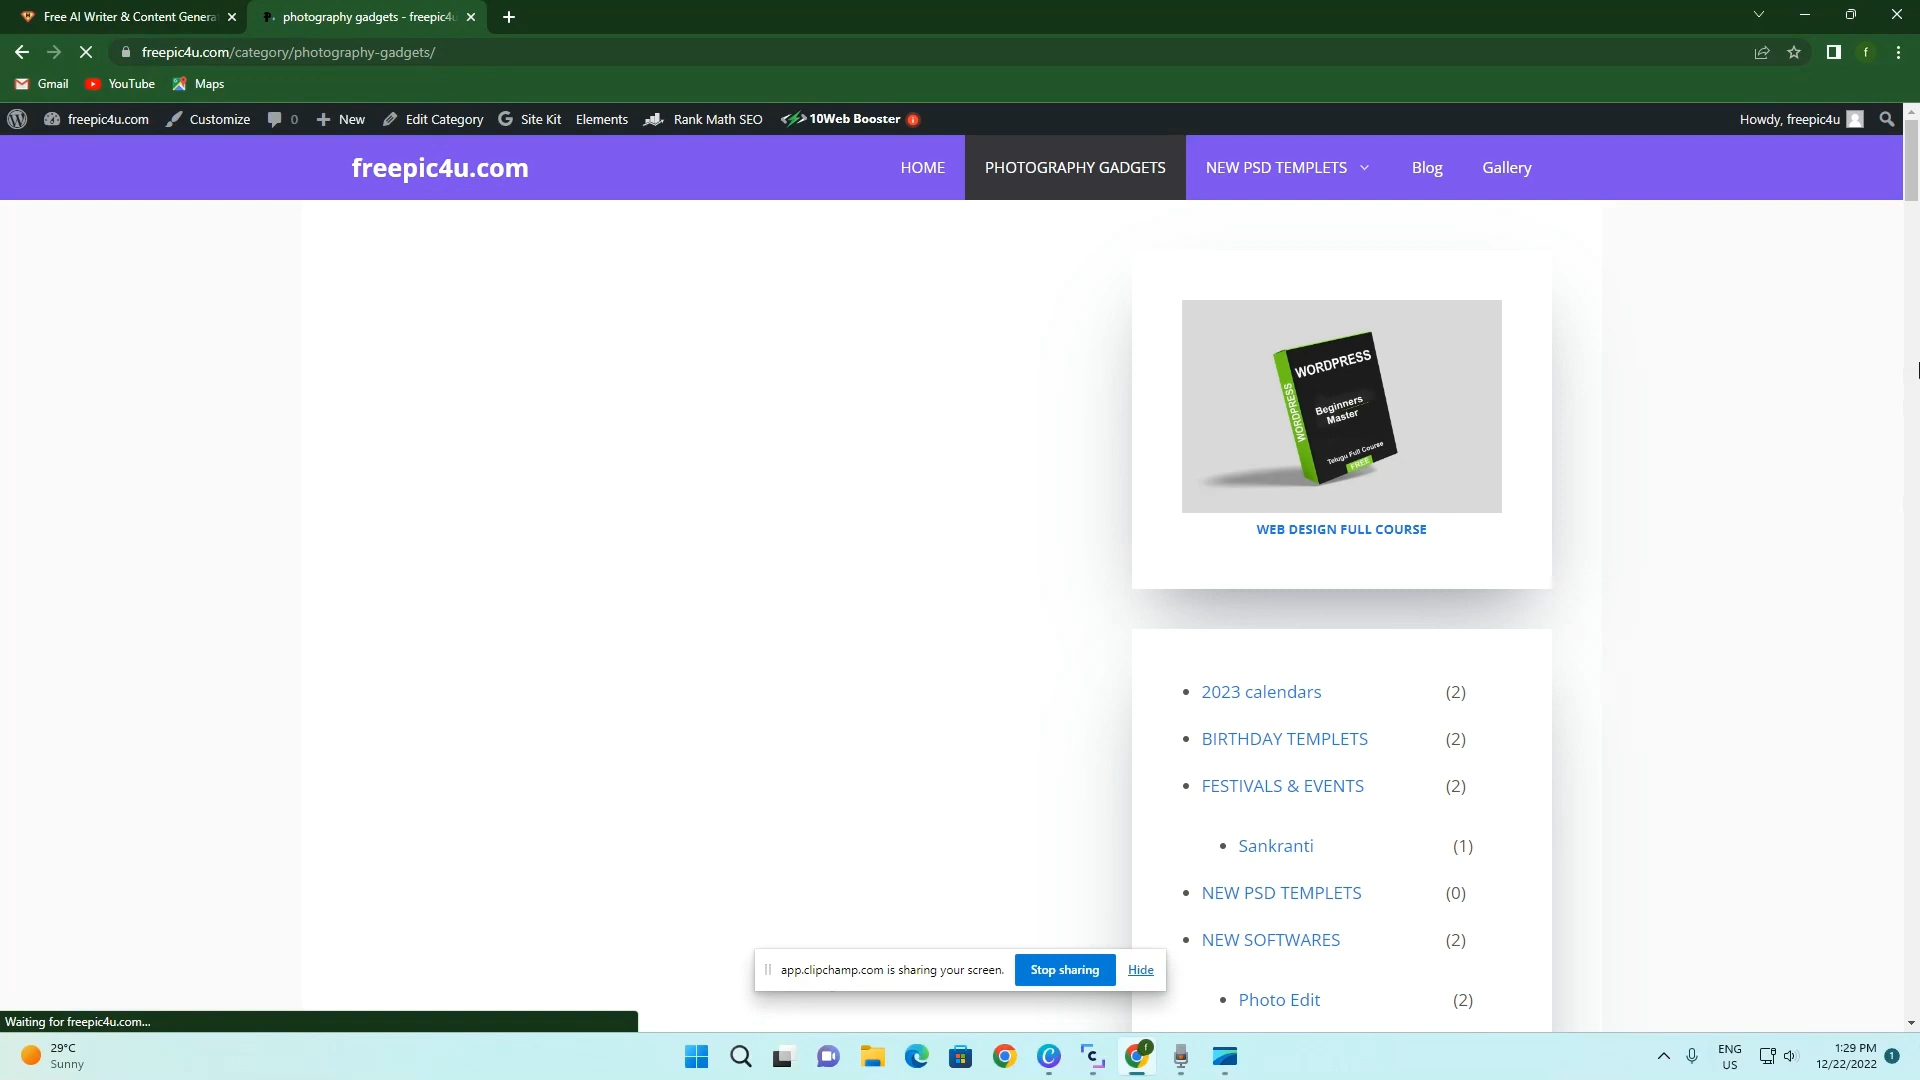 Free AI Writer & Content Genera
photography gadgets - freepic4u
freepic4u.com/category/photography-gadgets/
f
Gmail
YouTube
Maps
freepic4u.com
Customize
0
New
Edit Category
Site Kit
Elements
Rank Math SEO
10Web Booster
Howdy, freepic4u
freepic4u.com
HOME
PHOTOGRAPHY GADGETS
NEW PSD TEMPLETS
Blog
Gallery
WORDPRESS
WORDPRESS
Beginners
Master
Telugu Full Course
FREE
WEB DESIGN FULL COURSE
2023 calendars (2)
BIRTHDAY TEMPLETS (2)
FESTIVALS & EVENTS (2)
Sankranti (1)
NEW PSD TEMPLETS (0)
NEW SOFTWARES (2)
Photo Edit (2)
app.clipchamp.com is sharing your screen.
Stop sharing
Hide
Waiting for freepic4u.com...
29°C
Sunny
ENG
US
1:29 PM
12/22/2022
1